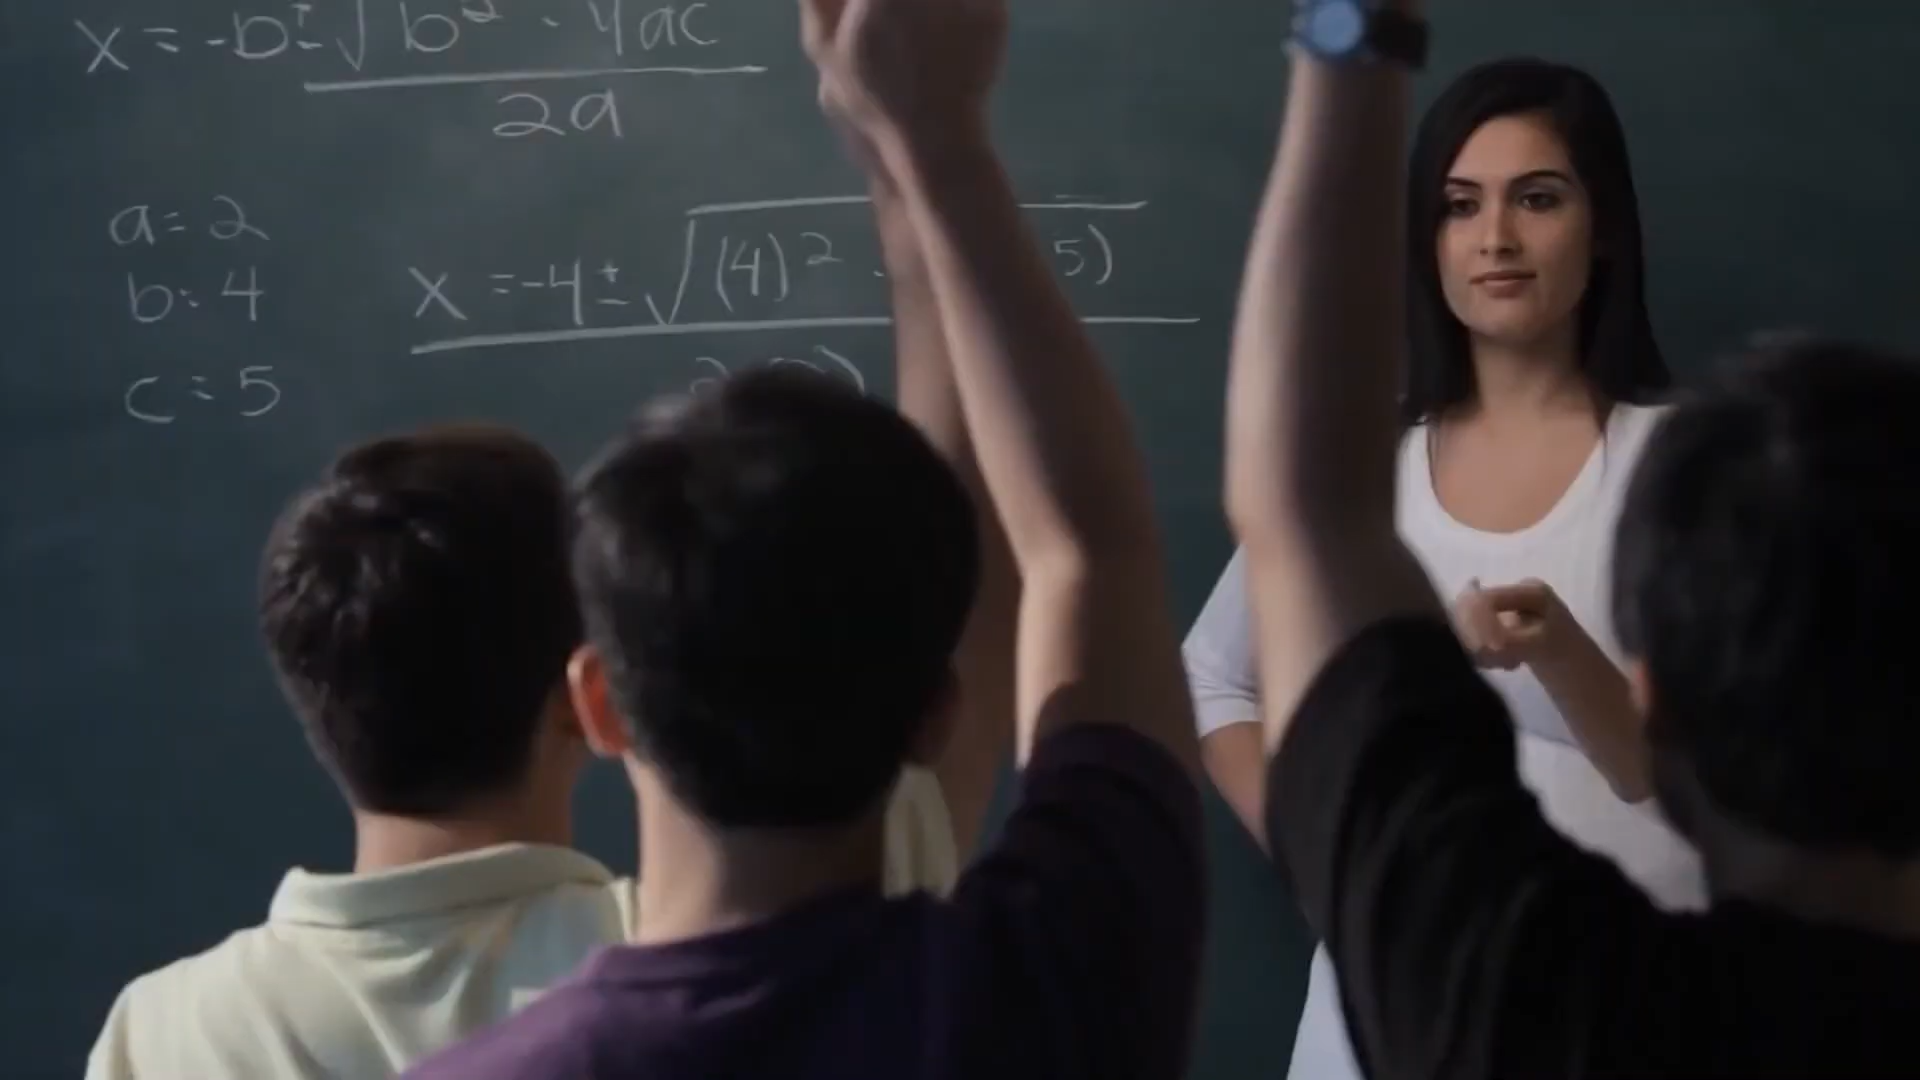 x = -b ± √b² - 4ac
2a
a = 2
b = 4
c = 5
x = -4 ± √(4)² - 5)